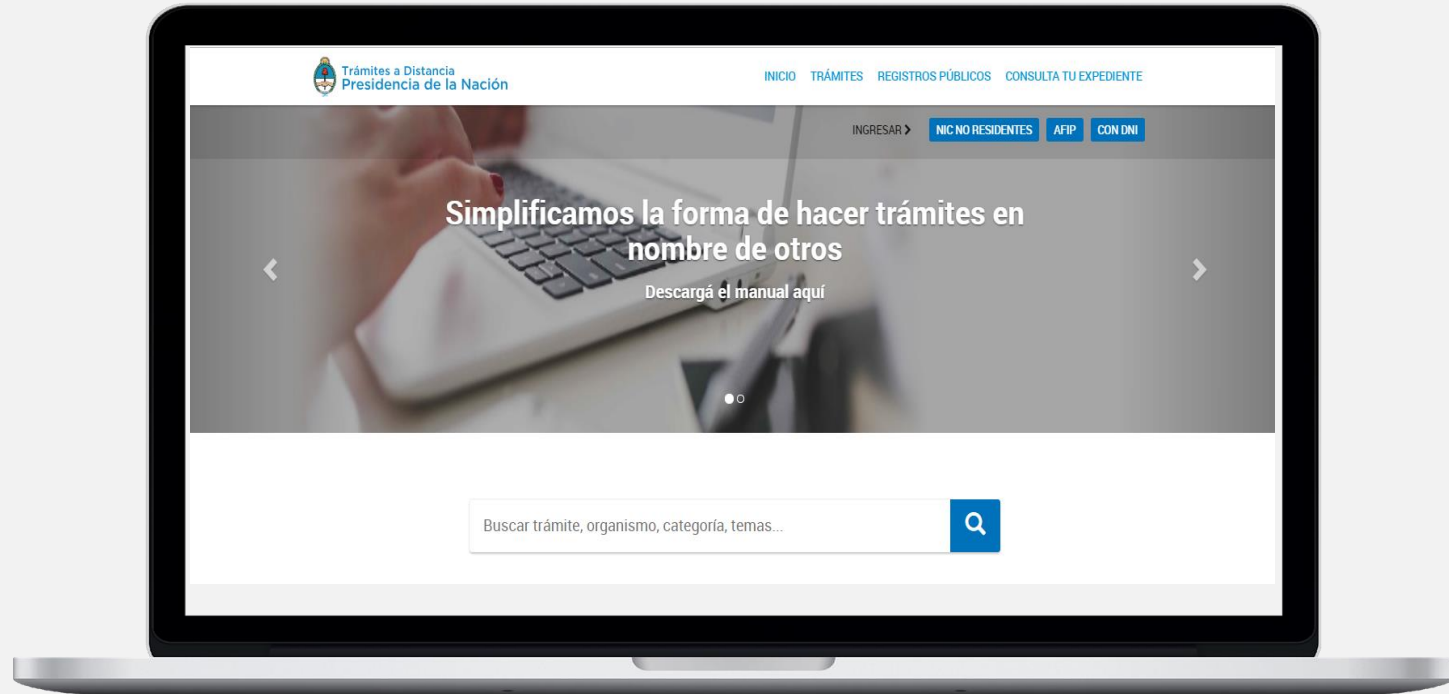 Trámites a Distancia
Presidencia de la Nación
INICIO TRÁMITES REGISTROS PÚBLICOS CONSULTA TU EXPEDIENTE
INGRESAR NIC NO RESIDENTES AFIP CON DNI
Simplificamos la forma de hacer trámites en
nombre de otros
Descargá el manual aquí
Buscar trámite, organismo, categoría, temas...